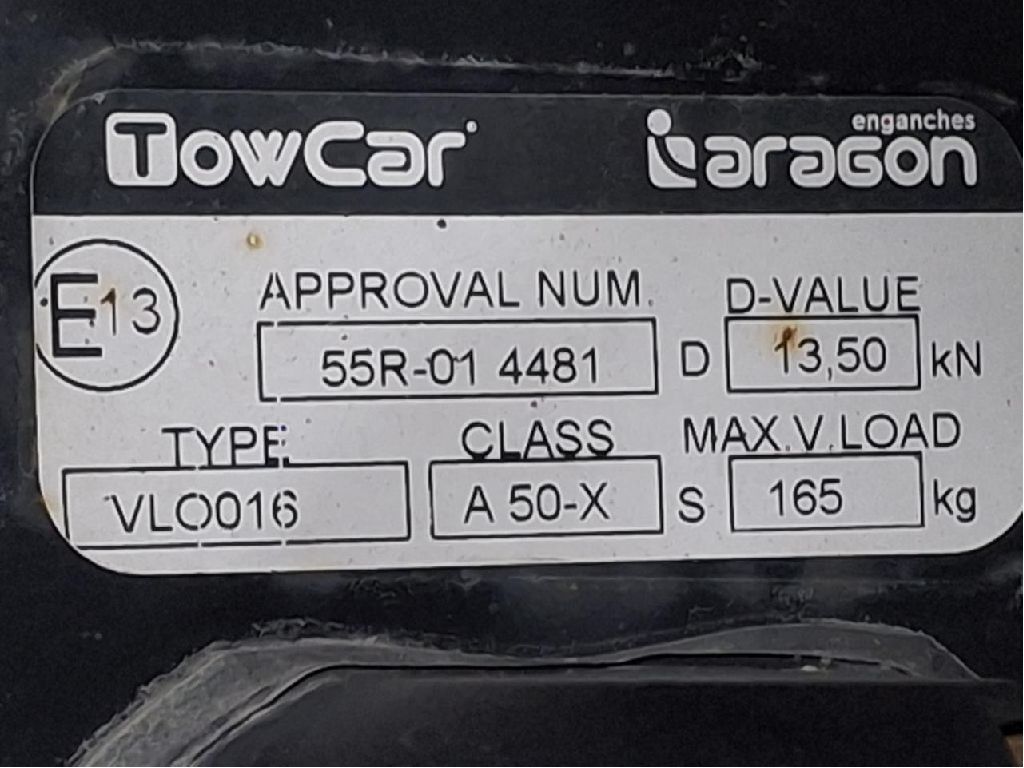 TowCar
enganches
aragon
E13
APPROVAL NUM.
55R-01 4481
D-VALUE
D 13,50 kN
TYPE:
VLO016
CLASS
A 50-X
MAX.V.LOAD
S 165 kg